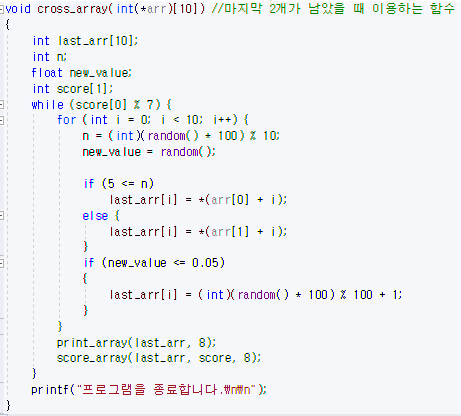 void cross_array(int(*arr)[10]) //마지막 2개가 남았을 때 이용하는 함수
{
int last_arr[10];
int n;
float new_value;
int score[1];
while (score[0] % 7) {
for (int i = 0; i < 10; i++) {
n = (int)(random() * 100) % 10;
new_value = random();
if (5 <= n)
last_arr[i] = *(arr[0] + i);
else {
last_arr[i] = *(arr[1] + i);
}
if (new_value <= 0.05)
{
last_arr[i] = (int)(random() * 100) % 100 + 1;
}
}
print_array(last_arr, 8);
score_array(last_arr, score, 8);
}
printf("프로그램을 종료합니다.₩n₩n");
}